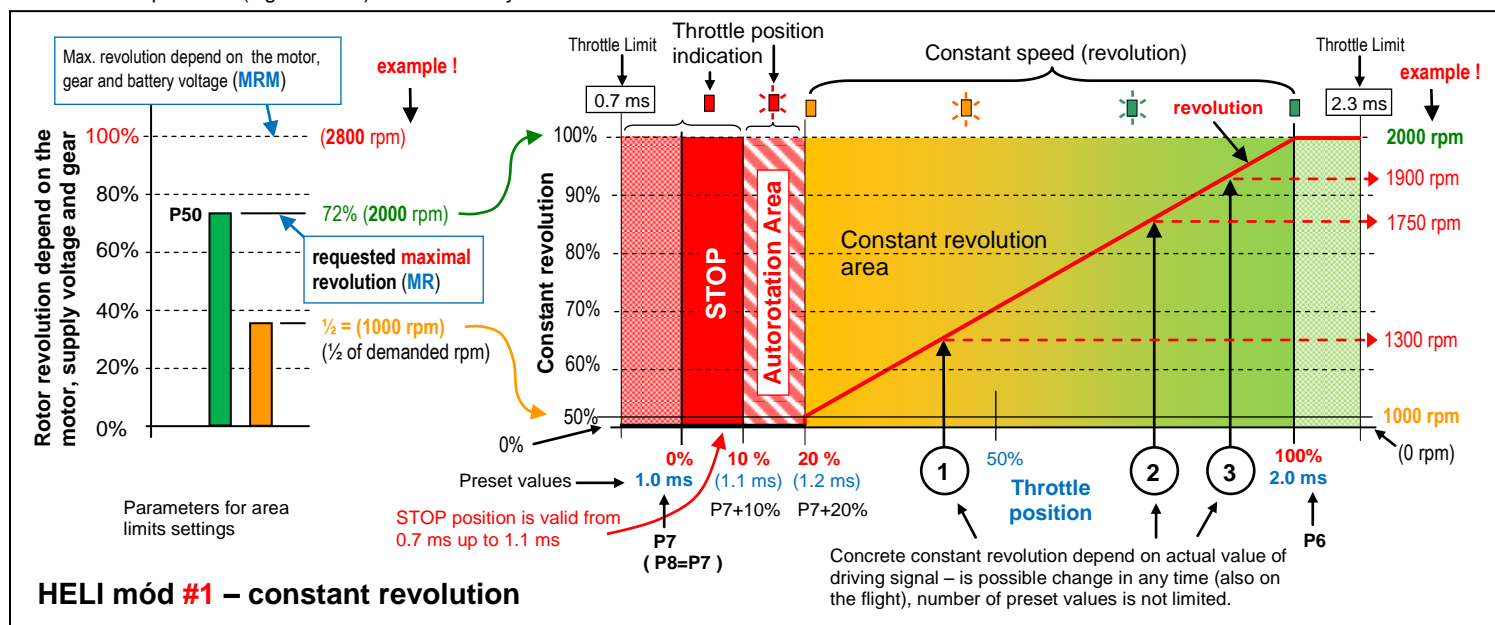 Max. revolution depend on the motor,
gear and battery voltage (MRM)
example !
Rotor revolution depend on the
motor, supply voltage and gear
100%
80%
60%
40%
20%
0%
(2800 rpm)
P50
72% (2000 rpm)
requested maximal
revolution (MR)
½ = (1000 rpm)
(½ of demanded rpm)
Parameters for area
limits settings
Throttle Limit
0.7 ms
Throttle position
indication
Constant speed (revolution)
Throttle Limit
2.3 ms
example !
revolution
Constant revolution
100%
90%
80%
70%
60%
50%
0%
STOP
Autorotation Area
Constant revolution
area
2000 rpm
1900 rpm
1750 rpm
1300 rpm
1000 rpm
(0 rpm)
0%
10 %
20 %
50%
100%
Preset values
1.0 ms
(1.1 ms)
(1.2 ms)
2.0 ms
P7+10%
P7+20%
1
2
3
Throttle
position
STOP position is valid from
0.7 ms up to 1.1 ms
P7
( P8=P7 )
P6
Concrete constant revolution depend on actual value of
driving signal – is possible change in any time (also on
the flight), number of preset values is not limited.
HELI mód #1 – constant revolution